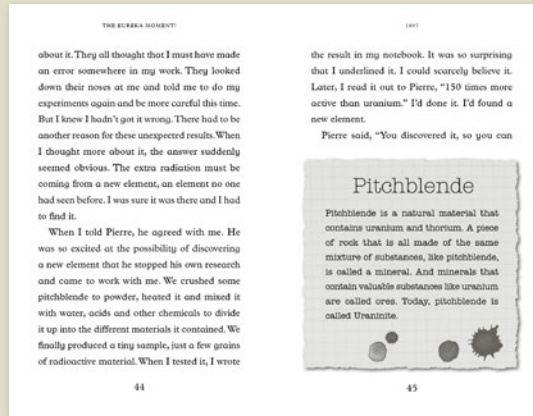 THE EUREKA MOMENT!
about it. They all thought that I must have made
an error somewhere in my work. They looked
down their noses at me and told me to do my
experiments again and be more careful this time.
But I knew I hadn't got it wrong. There had to be
another reason for these unexpected results. When
I thought more about it, the answer suddenly
seemed obvious. The extra radiation must be
coming from a new element, an element no one
had seen before. I was sure it was there and I had
to find it.
When I told Pierre, he agreed with me. He
was so excited at the possibility of discovering
a new element that he stopped his own research
and came to work with me. We crushed some
pitchblende to powder, heated it and mixed it
with water, acids and other chemicals to divide
it up into the different materials it contained. We
finally produced a tiny sample, just a few grains
of radioactive material. When I tested it, I wrote
44
1897
the result in my notebook. It was so surprising
that I underlined it. I could scarcely believe it.
Later, I read it out to Pierre, “150 times more
active than uranium.” I'd done it. I'd found a
new element.
Pierre said, “You discovered it, so you can
Pitchblende
Pitchblende is a natural material that
contains uranium and thorium. A piece
of rock that is all made of the same
mixture of substances, like pitchblende,
is called a mineral. And minerals that
contain valuable substances like uranium
are called ores. Today, pitchblende is
called Uraninite.
45